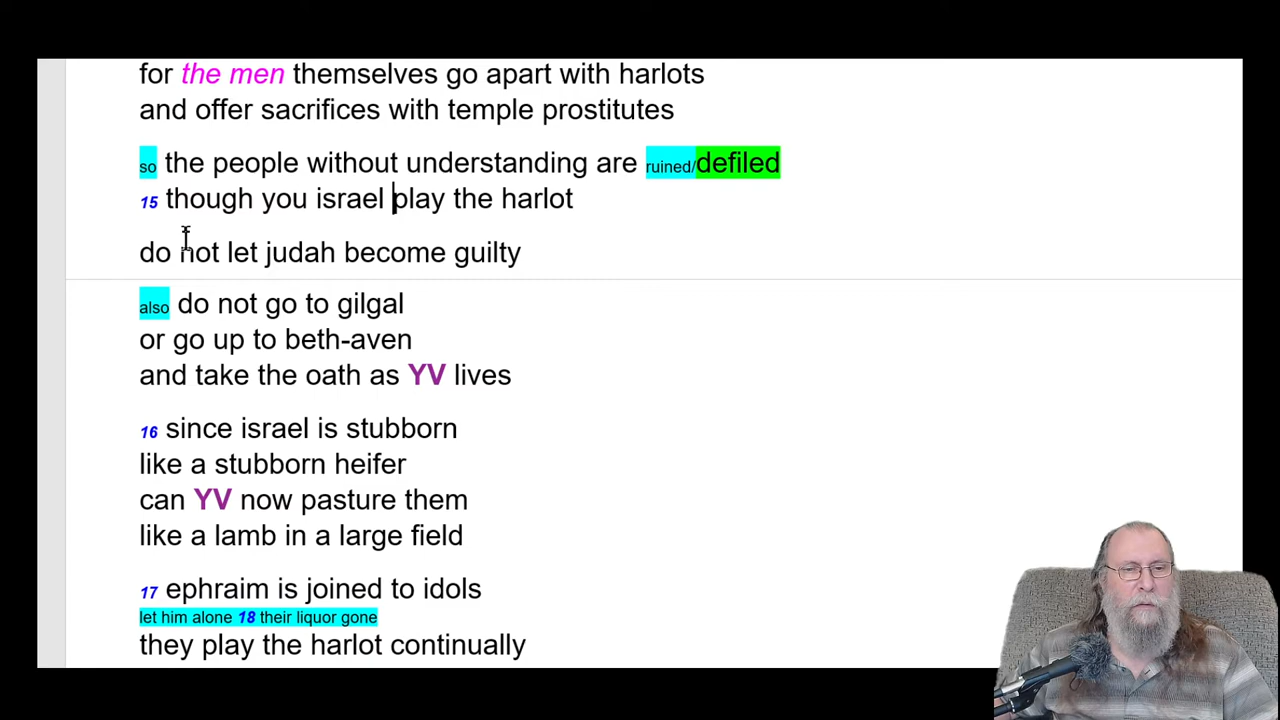 for the men themselves go apart with harlots
and offer sacrifices with temple prostitutes
so the people without understanding are ruined/defiled
15 though you israel play the harlot
do not let judah become guilty
also do not go to gilgal
or go up to beth-aven
and take the oath as YV lives
16 since israel is stubborn
like a stubborn heifer
can YV now pasture them
like a lamb in a large field
17 ephraim is joined to idols
let him alone 18 their liquor gone
they play the harlot continually